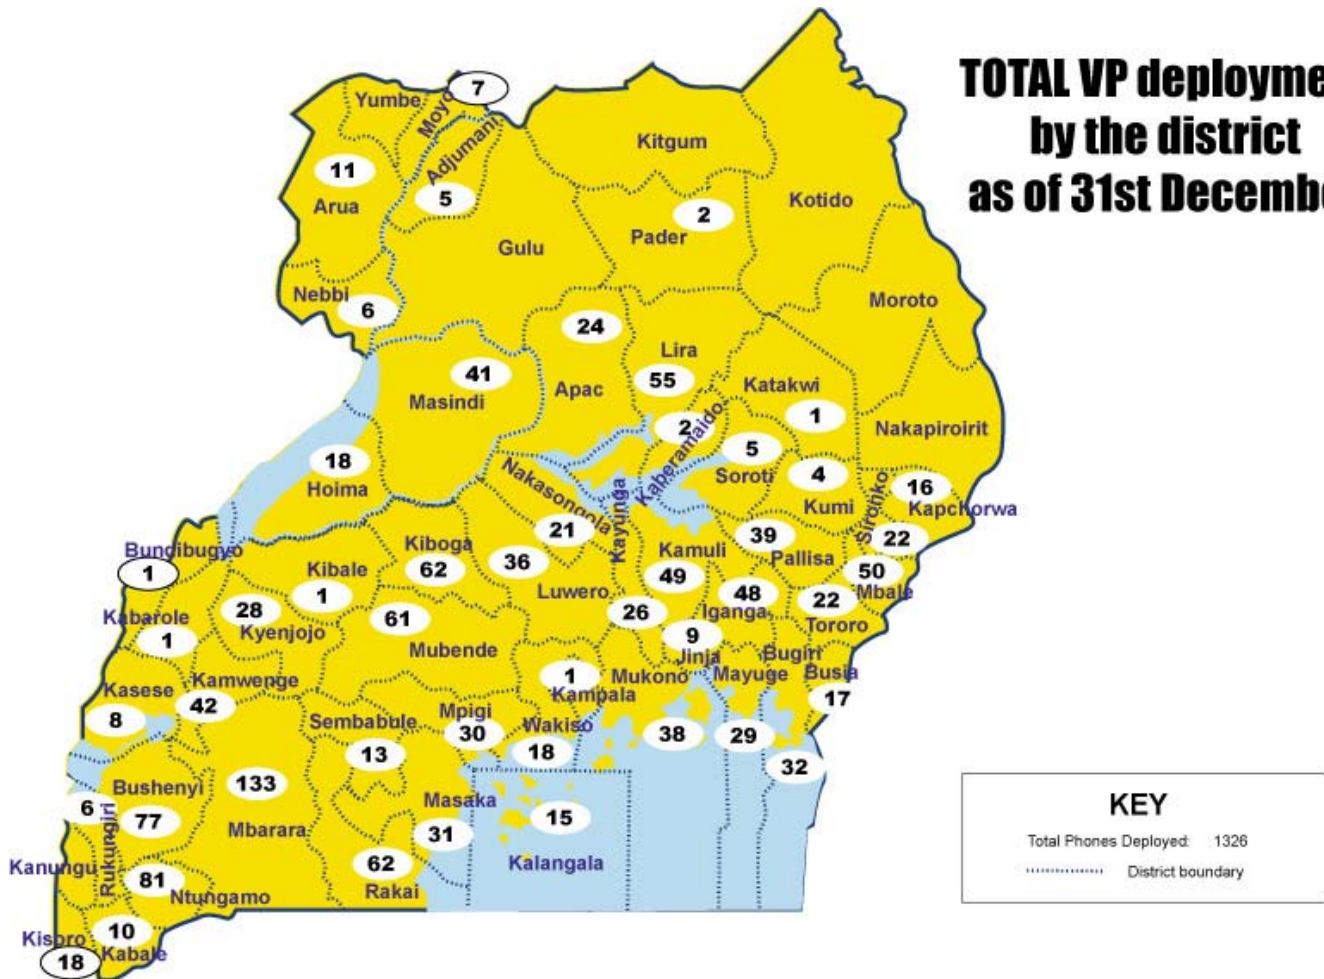 TOTAL VP deployme
by the district
as of 31st Decembe
7
Yumbe
Moyo
Adjumani
Kitgum
11
5
2
Kotido
Arua
Pader
Gulu
Nebbi
6
Moroto
24
Lira
41
55
Katakwi
Masindi
Apac
1
2
Kaberamaido
Nakapiroirit
18
5
4
Hoima
Nakasongola
Soroti
Kumi
Sironko
16
Kapchorwa
Kayunga
21
39
22
Bundibugyo
Kiboga
Kamuli
Pallisa
1
Kibale
62
36
49
50
Mbale
Luwero
28
1
48
22
Kabarole
Kyenjojo
61
26
Iganga
Tororo
1
Mubende
9
Jinja
Bugiri
Kasese
Kamwenge
1
Kampala
Mukono
Mayuge
Busia
8
42
Sembabule
Mpigi
30
Wakiso
18
38
29
17
13
32
Bushenyi
133
6
77
Rukungiri
Mbarara
Masaka
31
15
Kanungu
62
Kalangala
81
Ntungamo
Rakai
10
Kisoro
Kabale
18
KEY
Total Phones Deployed: 1326
District boundary